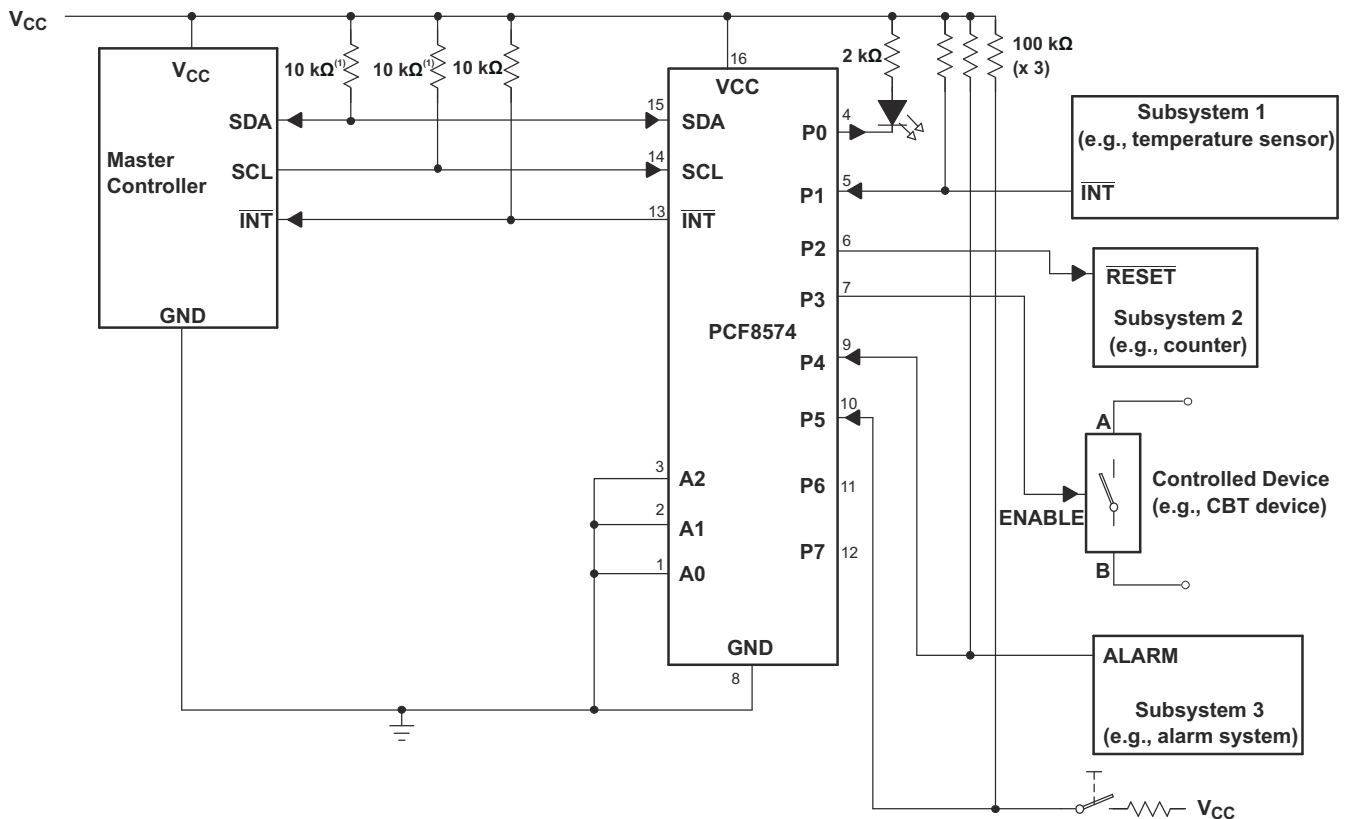 VCC
VCC
SDA
Master
Controller
SCL
INT
GND
10 kΩ(1)
10 kΩ(1)
10 kΩ
16
VCC
15
SDA
14
SCL
13
INT
PCF8574
3
A2
2
A1
1
A0
GND
8
P0
4
P1
5
P2
6
P3
7
P4
9
P5
10
P6
11
P7
12
2 kΩ
100 kΩ
(x 3)
Subsystem 1
(e.g., temperature sensor)
INT
RESET
Subsystem 2
(e.g., counter)
A
ENABLE
B
Controlled Device
(e.g., CBT device)
ALARM
Subsystem 3
(e.g., alarm system)
VCC